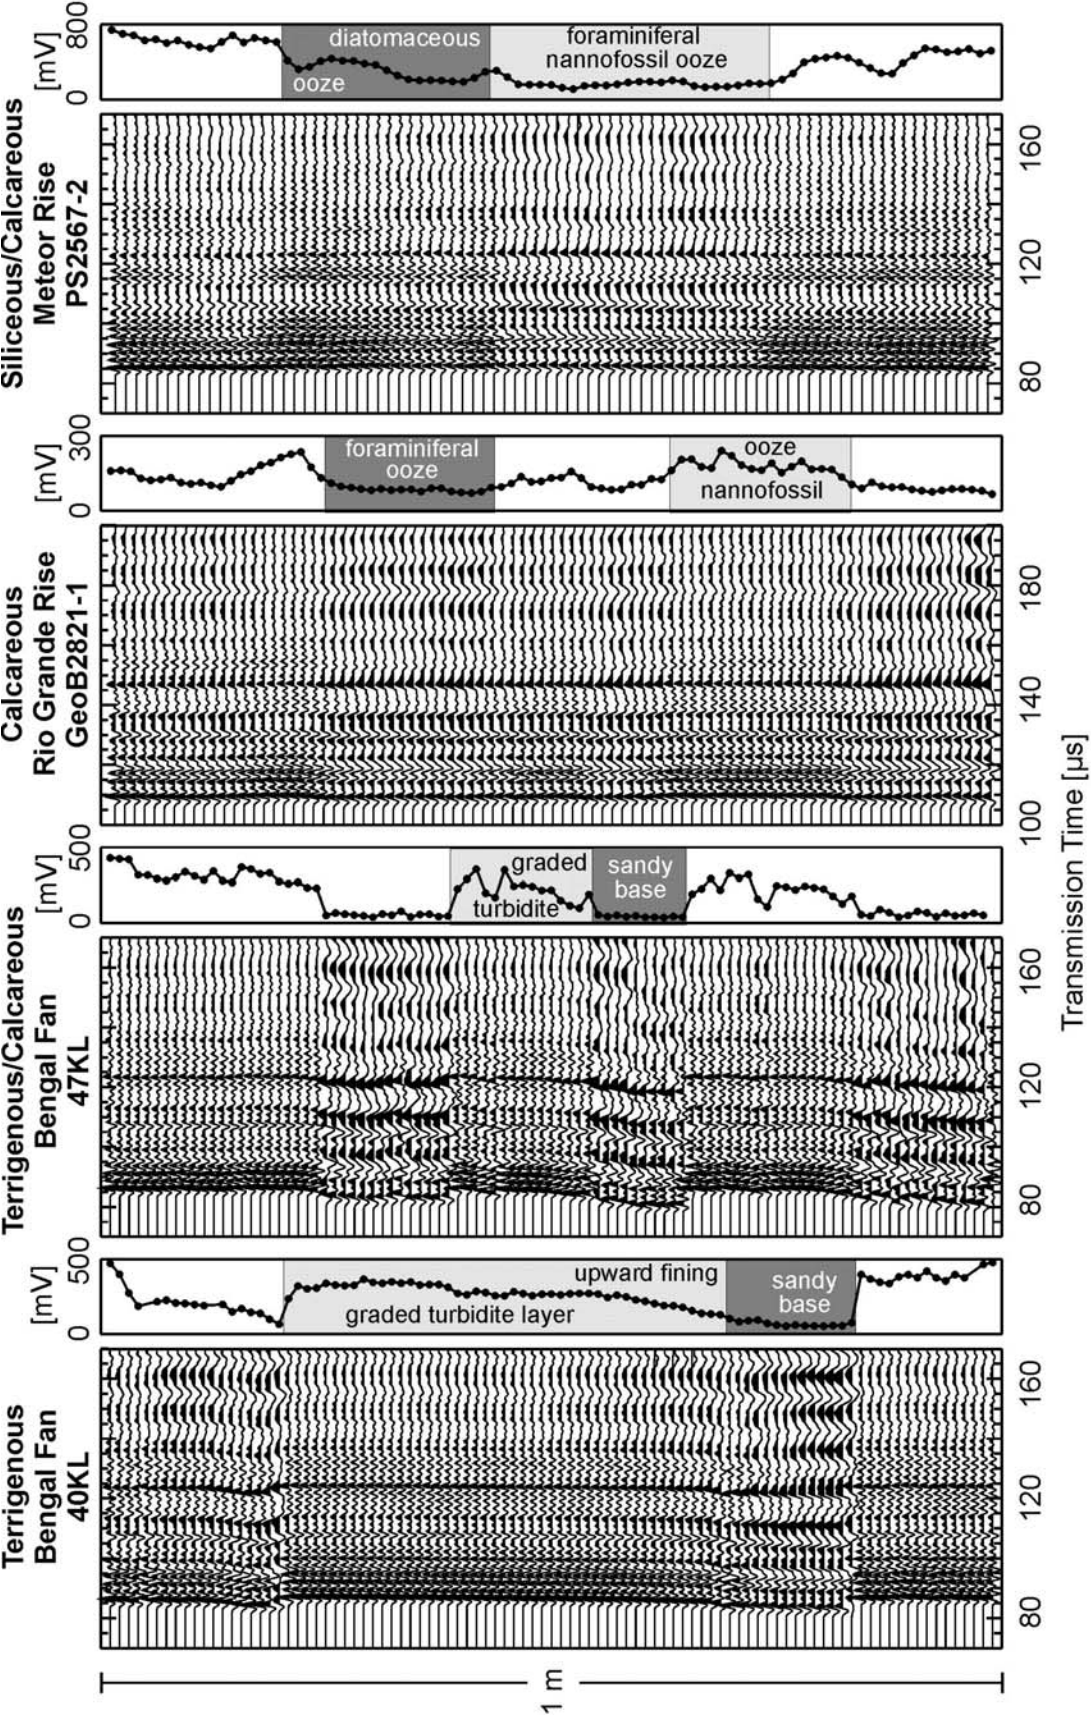 Siliceous/Calcareous
Meteor Rise
PS2567-2
[mV]
800
0
diatomaceous
ooze
foraminiferal
nannofossil ooze
160
120
80
Calcareous
Rio Grande Rise
GeoB2821-1
[mV]
300
0
foraminiferal
ooze
ooze
nannofossil
180
140
100
Terrigenous/Calcareous
Bengal Fan
47KL
[mV]
500
0
graded
turbidite
sandy
base
160
120
80
Terrigenous
Bengal Fan
40KL
[mV]
500
0
upward fining
graded turbidite layer
sandy
base
160
120
80
Transmission Time [µs]
1 m